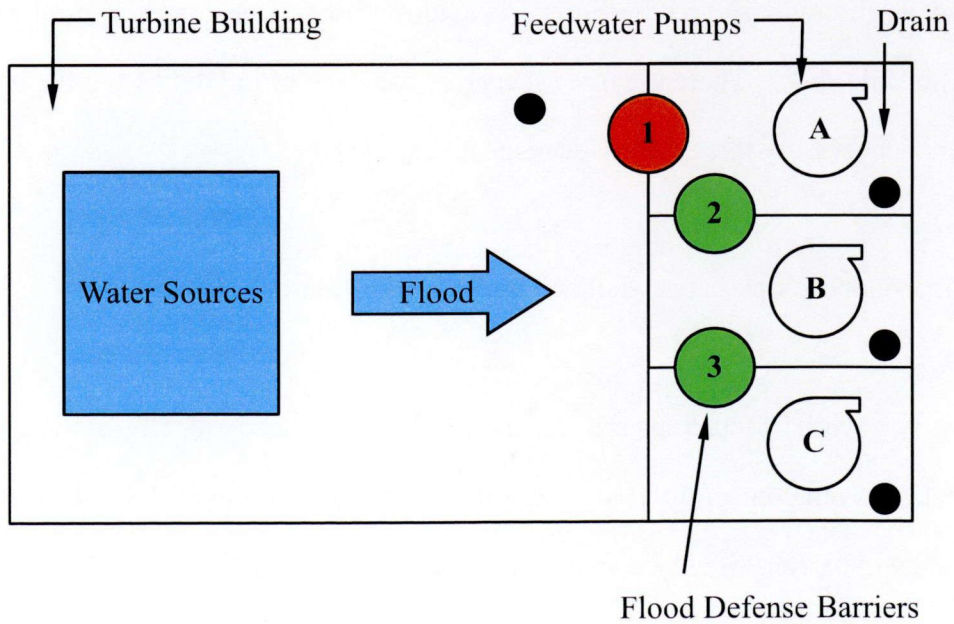 Turbine Building
Feedwater Pumps
Drain
1
A
2
Water Sources
Flood
B
3
C
Flood Defense Barriers